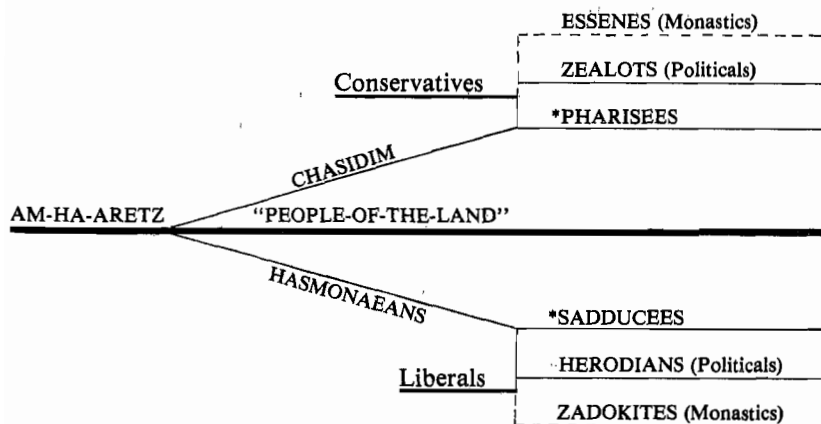 ESSENES (Monastics)
ZEALOTS (Politicals)
Conservatives
*PHARISEES
CHASIDIM
AM-HA-ARETZ
"PEOPLE-OF-THE-LAND"
HASMONAEANS
*SADDUCEES
HERODIANS (Politicals)
Liberals
ZADOKITES (Monastics)